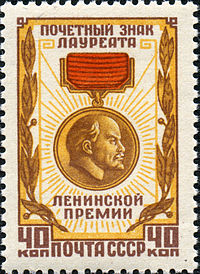 ПОЧЕТНЫЙ ЗНАК
ЛАУРЕАТА
ЛЕНИНСКОЙ
ПРЕМИИ
40 КОП ПОЧТА СССР 40 КОП